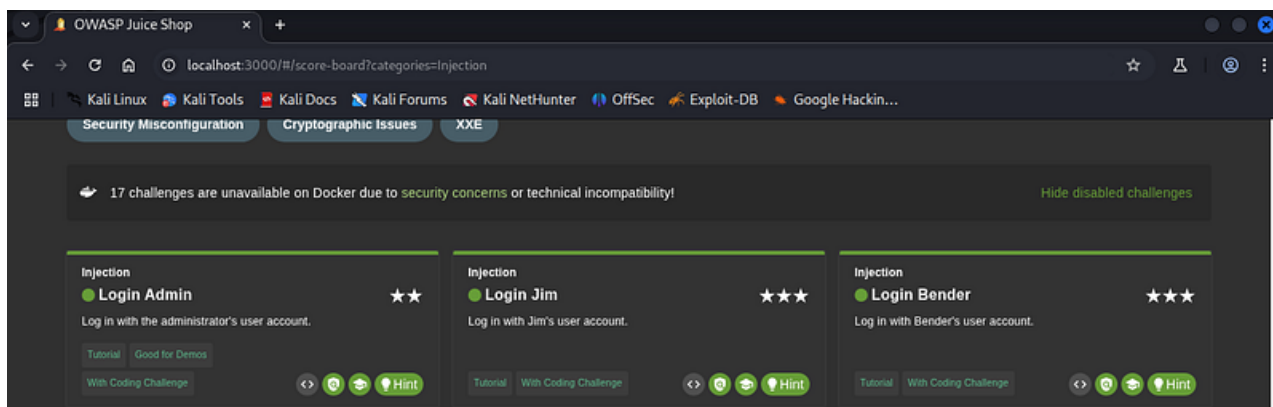 OWASP Juice Shop
localhost:3000/#/score-board?categories=Injection
Kali Linux Kali Tools Kali Docs Kali Forums Kali NetHunter OffSec Exploit-DB Google Hackin...
Security Misconfiguration Cryptographic Issues XXE
17 challenges are unavailable on Docker due to security concerns or technical incompatibility! Hide disabled challenges
Injection Injection Injection
Login Admin Login Jim Login Bender
Log in with the administrator's user account. Log in with Jim's user account. Log in with Bender's user account.
Tutorial Good for Demos
With Coding Challenge <> Hint Tutorial With Coding Challenge <> Hint Tutorial With Coding Challenge <> Hint